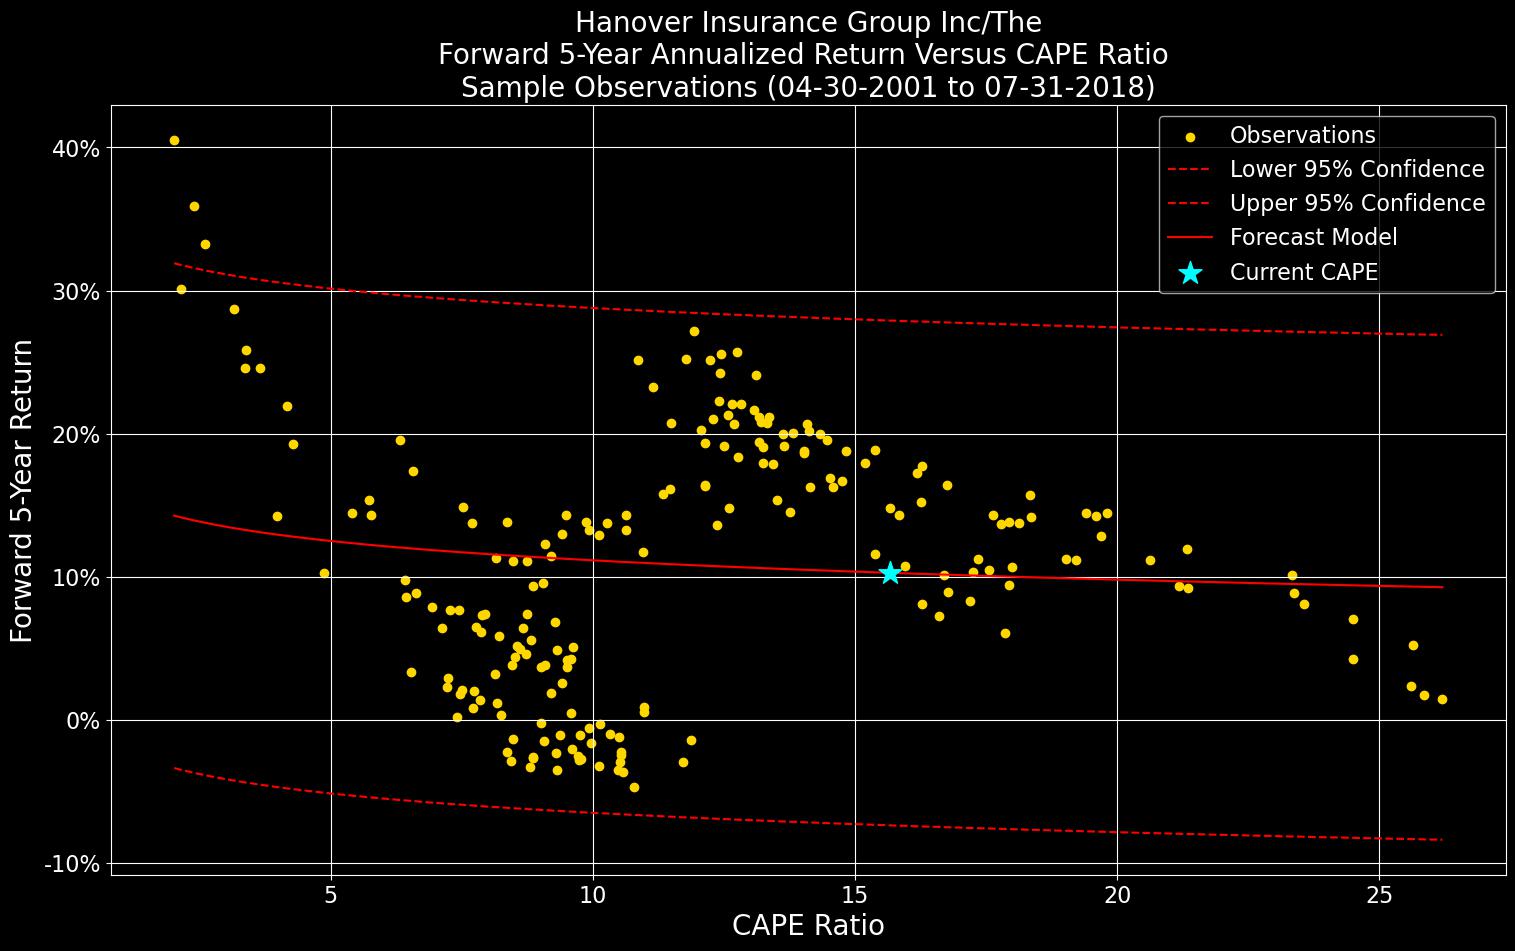 Hanover Insurance Group Inc/The
Forward 5-Year Annualized Return Versus CAPE Ratio
Sample Observations (04-30-2001 to 07-31-2018)
Observations
Lower 95% Confidence
Upper 95% Confidence
Forecast Model
Current CAPE
Forward 5-Year Return
40%
30%
20%
10%
0%
-10%
5 10 15 20 25
CAPE Ratio